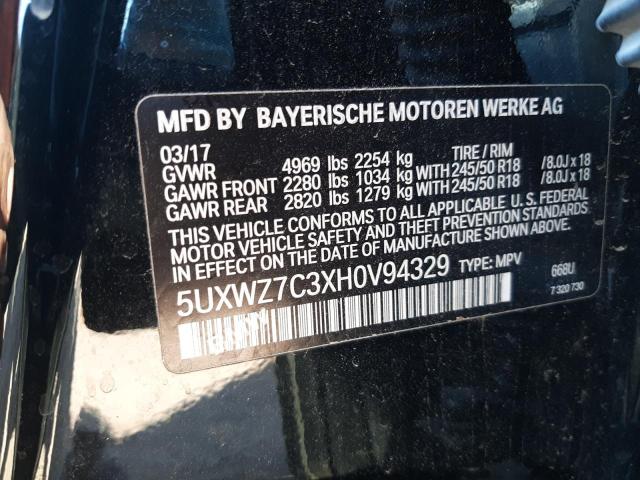 MFD BY BAYERISCHE MOTOREN WERKE AG
03/17 TIRE / RIM
GVWR 4969 lbs 2254 kg
GAWR FRONT 2280 lbs 1034 kg WITH 245/50 R18 /8.0J x 18
GAWR REAR 2820 lbs 1279 kg WITH 245/50 R18 /8.0J x 18
THIS VEHICLE CONFORMS TO ALL APPLICABLE U. S. FEDERAL
MOTOR VEHICLE SAFETY AND THEFT PREVENTION STANDARDS
IN EFFECT ON THE DATE OF MANUFACTURE SHOWN ABOVE.
5UXWZ7C3XH0V94329 TYPE: MPV 668U
7 320 730